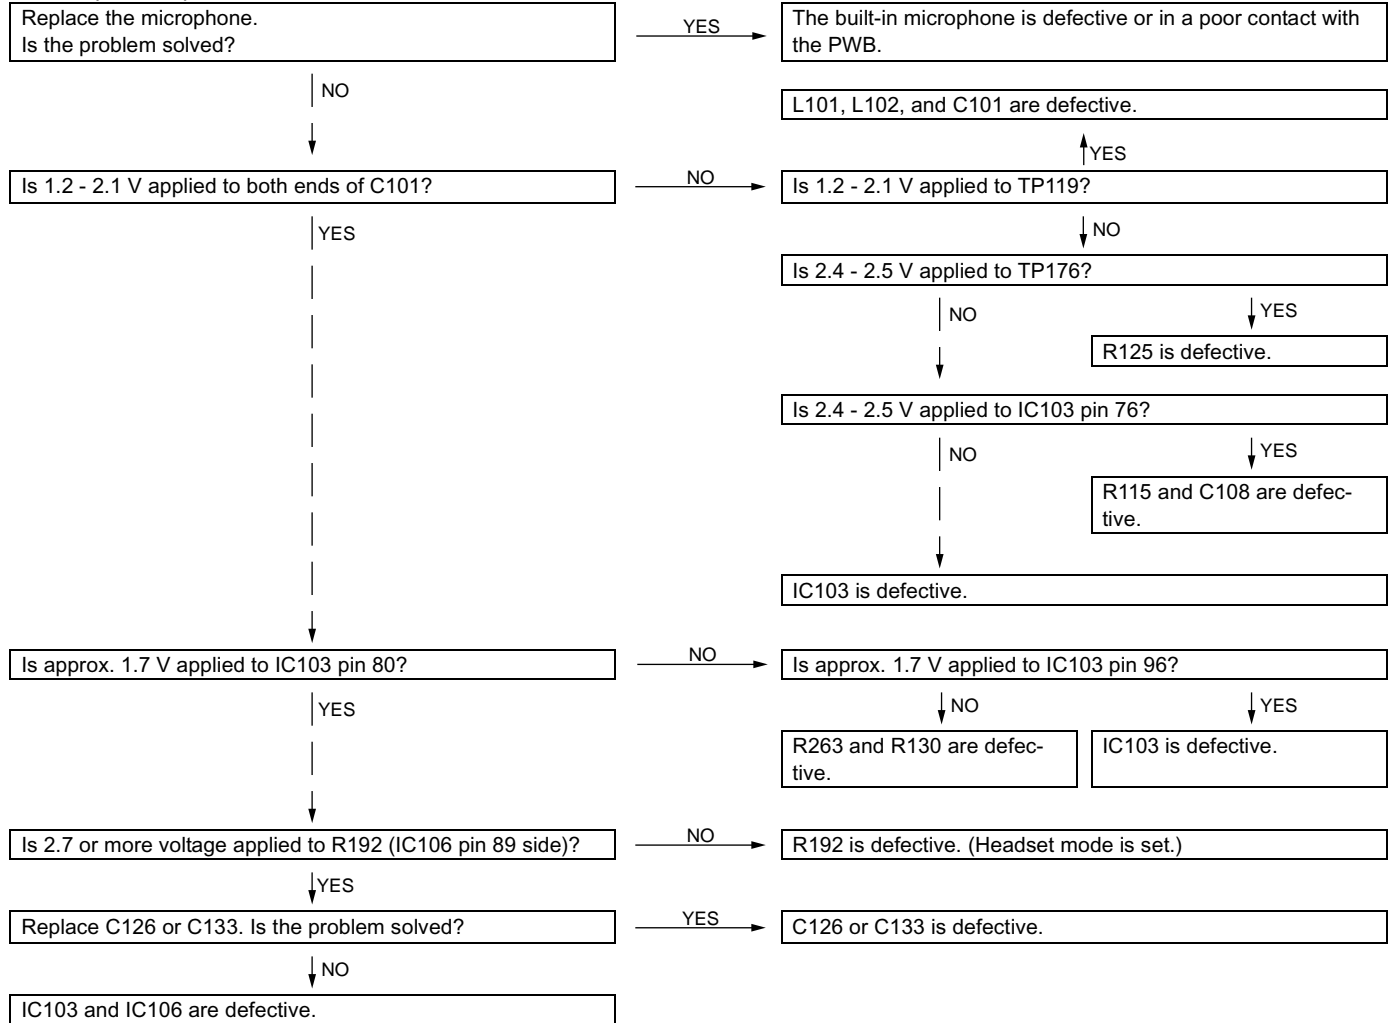 Replace the microphone.
Is the problem solved?
YES
The built-in microphone is defective or in a poor contact with
the PWB.
NO
L101, L102, and C101 are defective.
YES
Is 1.2 - 2.1 V applied to both ends of C101?
NO
Is 1.2 - 2.1 V applied to TP119?
YES
NO
Is 2.4 - 2.5 V applied to TP176?
NO
YES
R125 is defective.
Is 2.4 - 2.5 V applied to IC103 pin 76?
NO
YES
R115 and C108 are defec-
tive.
IC103 is defective.
Is approx. 1.7 V applied to IC103 pin 80?
NO
Is approx. 1.7 V applied to IC103 pin 96?
YES
NO
YES
R263 and R130 are defec-
tive.
IC103 is defective.
Is 2.7 or more voltage applied to R192 (IC106 pin 89 side)?
NO
R192 is defective. (Headset mode is set.)
YES
Replace C126 or C133. Is the problem solved?
YES
C126 or C133 is defective.
NO
IC103 and IC106 are defective.